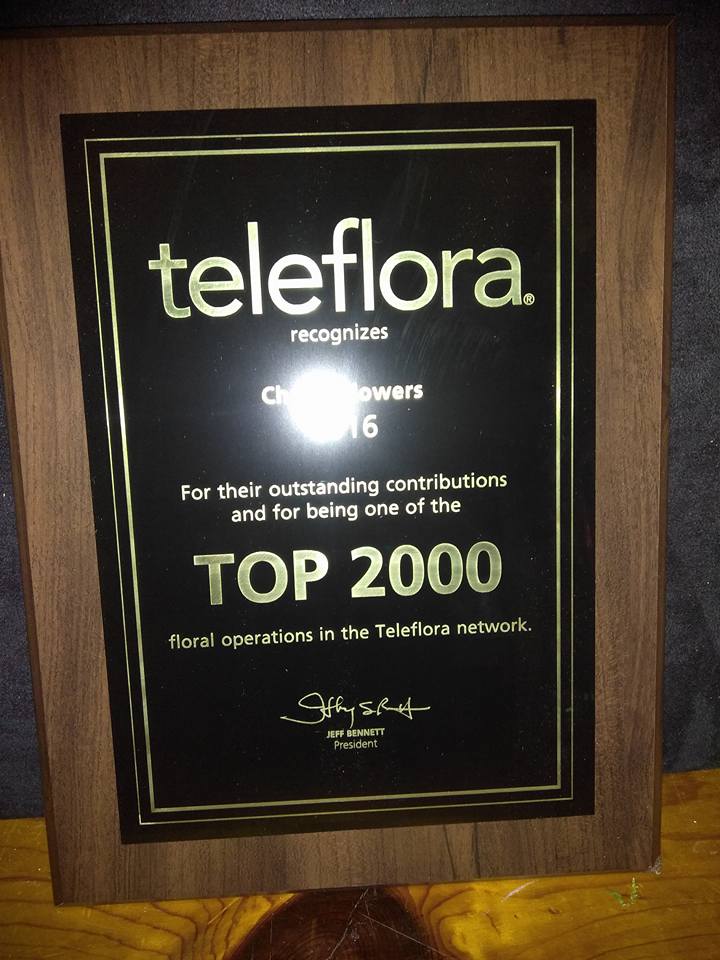 teleflora®
recognizes
For their outstanding contributions
and for being one of the
TOP 2000
floral operations in the Teleflora network.
JEFF BENNETT
President